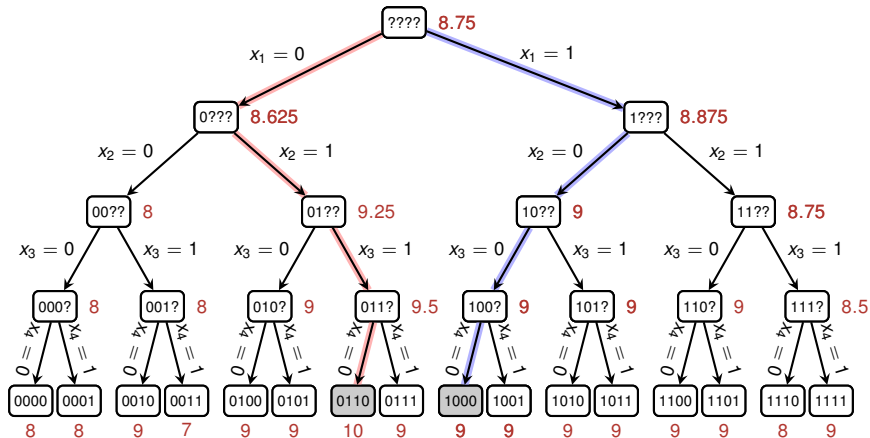 ???? 8.75
x₁ = 0 x₁ = 1
0??? 8.625 1??? 8.875
x₂ = 0 x₂ = 1 x₂ = 0 x₂ = 1
00?? 8 01?? 9.25 10?? 9 11?? 8.75
x₃ = 0 x₃ = 1 x₃ = 0 x₃ = 1 x₃ = 0 x₃ = 1 x₃ = 0 x₃ = 1
000? 8 001? 8 010? 9 011? 9.5 100? 9 101? 9 110? 9 111? 8.5
x₄ = 0 x₄ = 1 x₄ = 0 x₄ = 1 x₄ = 0 x₄ = 1 x₄ = 0 x₄ = 1 x₄ = 0 x₄ = 1 x₄ = 0 x₄ = 1 x₄ = 0 x₄ = 1 x₄ = 0 x₄ = 1
0000 0001 0010 0011 0100 0101 0110 0111 1000 1001 1010 1011 1100 1101 1110 1111
8 8 9 7 9 9 10 9 9 9 9 9 9 9 8 9